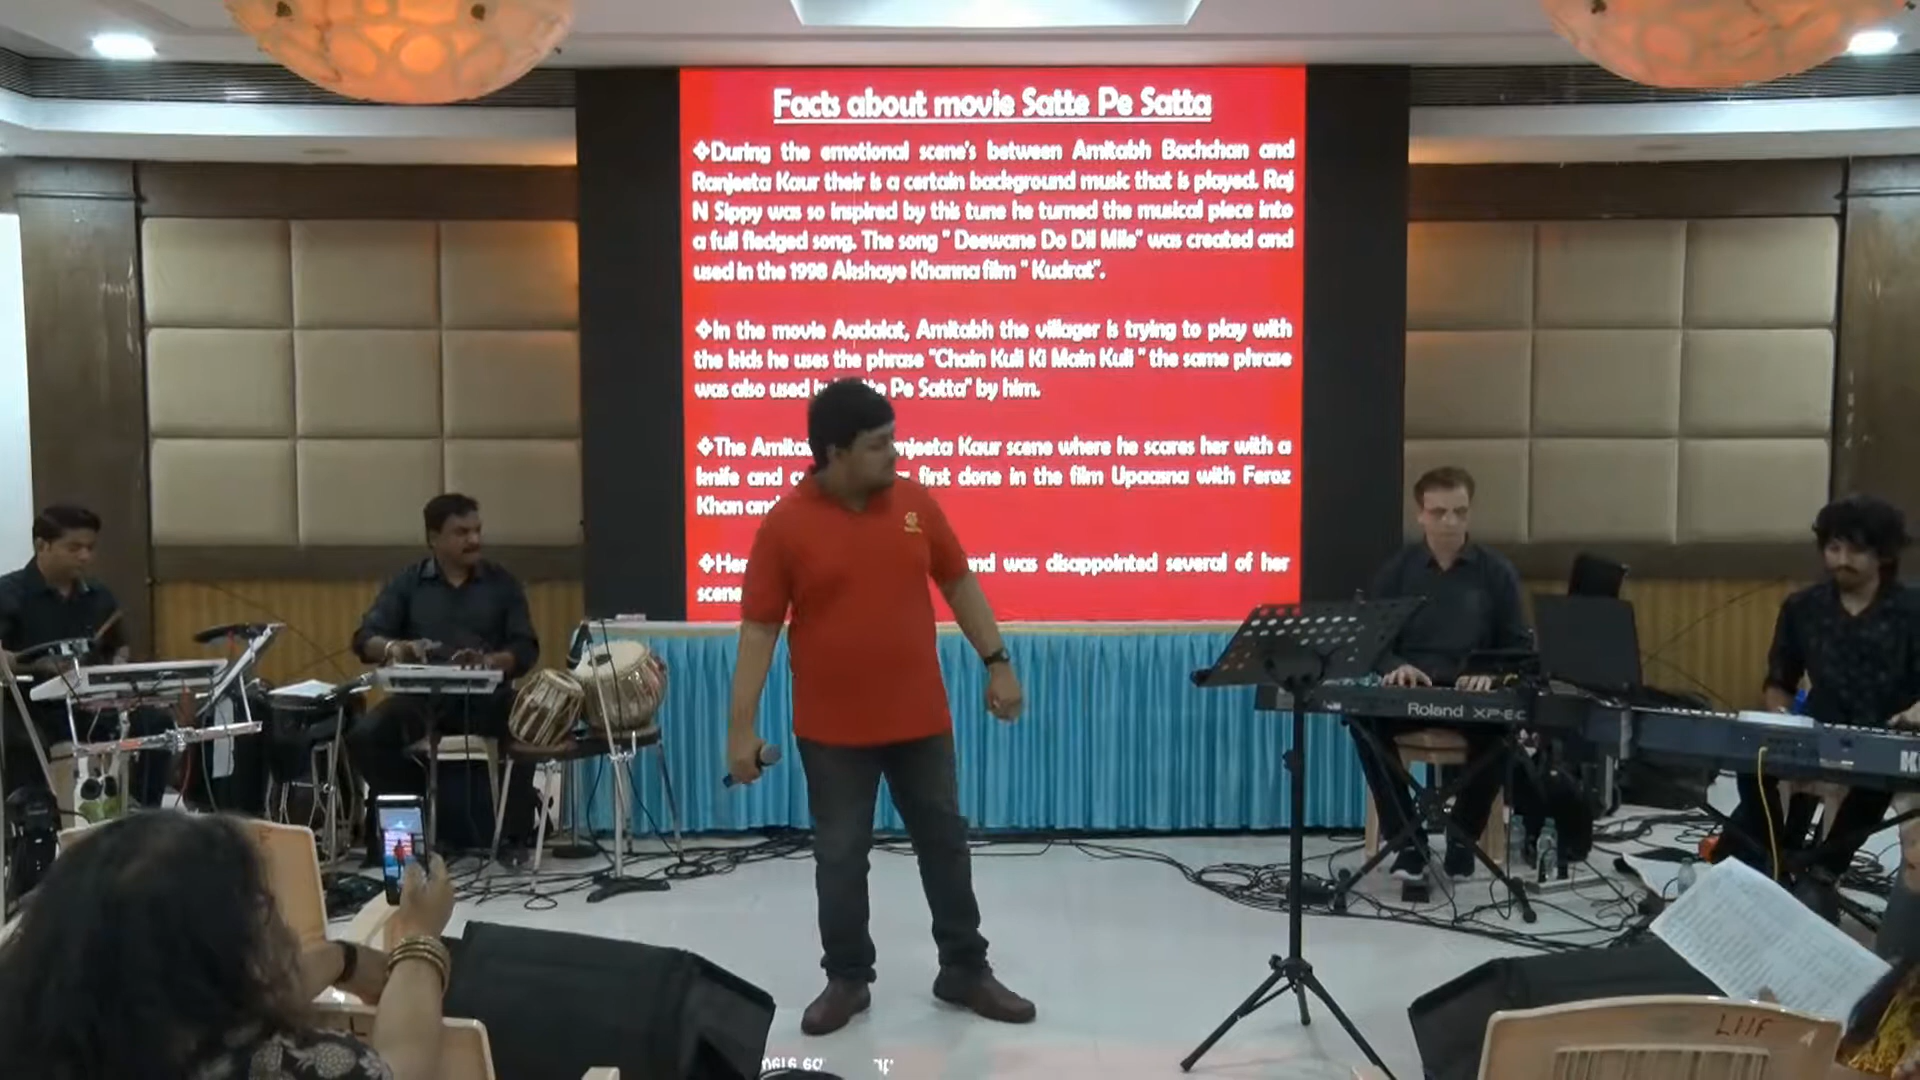 Facts about movie Satte Pe Satta
❖During the emotional scene's between Amitabh Bachchan and
Ranjeeta Kaur their is a certain background music that is played. Raj
N Sippy was so inspired by this tune he turned the musical piece into
a full fledged song. The song " Deewane Do Dil Mile" was created and
used in the 1998 Akshaye Khanna film " Kudrat".
❖In the movie Aadalat, Amitabh the villager is trying to play with
the kids he uses the phrase "Chain Kuli Ki Main Kuli " the same phrase
was also used Pe Satta" by him.
❖The Kaur scene where he scares her with a
knife and first done in the film Upaasna with Feroz
Khan
was disappointed several of her
Roland XP-80
LIIF